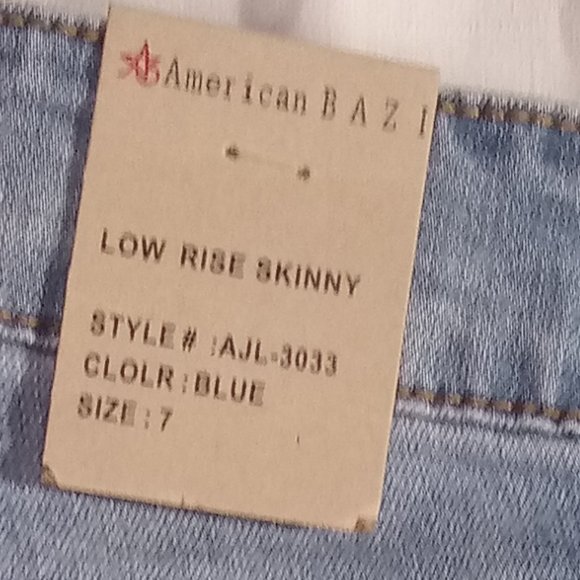 American BAZI
LOW RISE SKINNY
STYLE# :AJL-3033
CLOLR:BLUE
SIZE:7